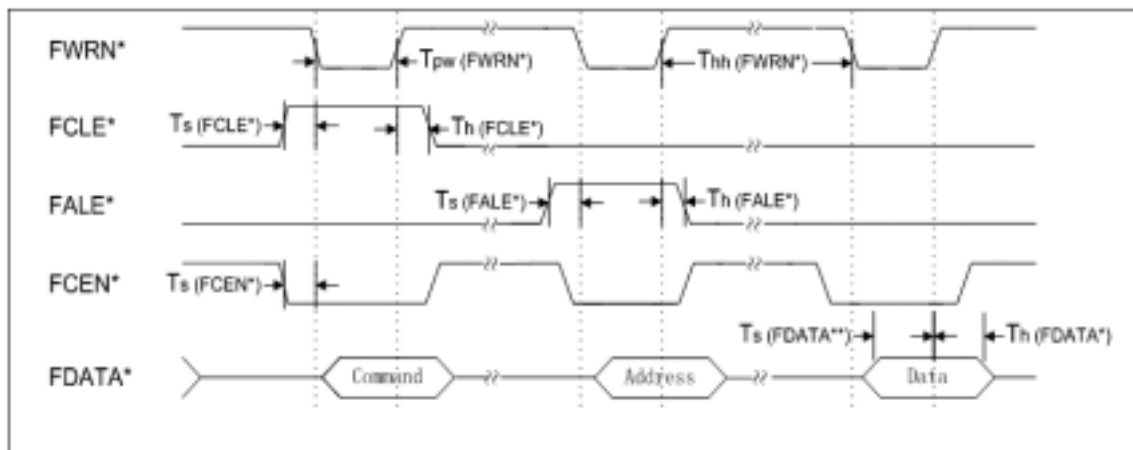 FWRN*
Tpw (FWRN*)
Thh (FWRN*)
FCLE*
Ts (FCLE*)
Th (FCLE*)
FALE*
Ts (FALE*)
Th (FALE*)
FCEN*
Ts (FCEN*)
Ts (FDATA**)
Th (FDATA*)
FDATA*
Command
Address
Data